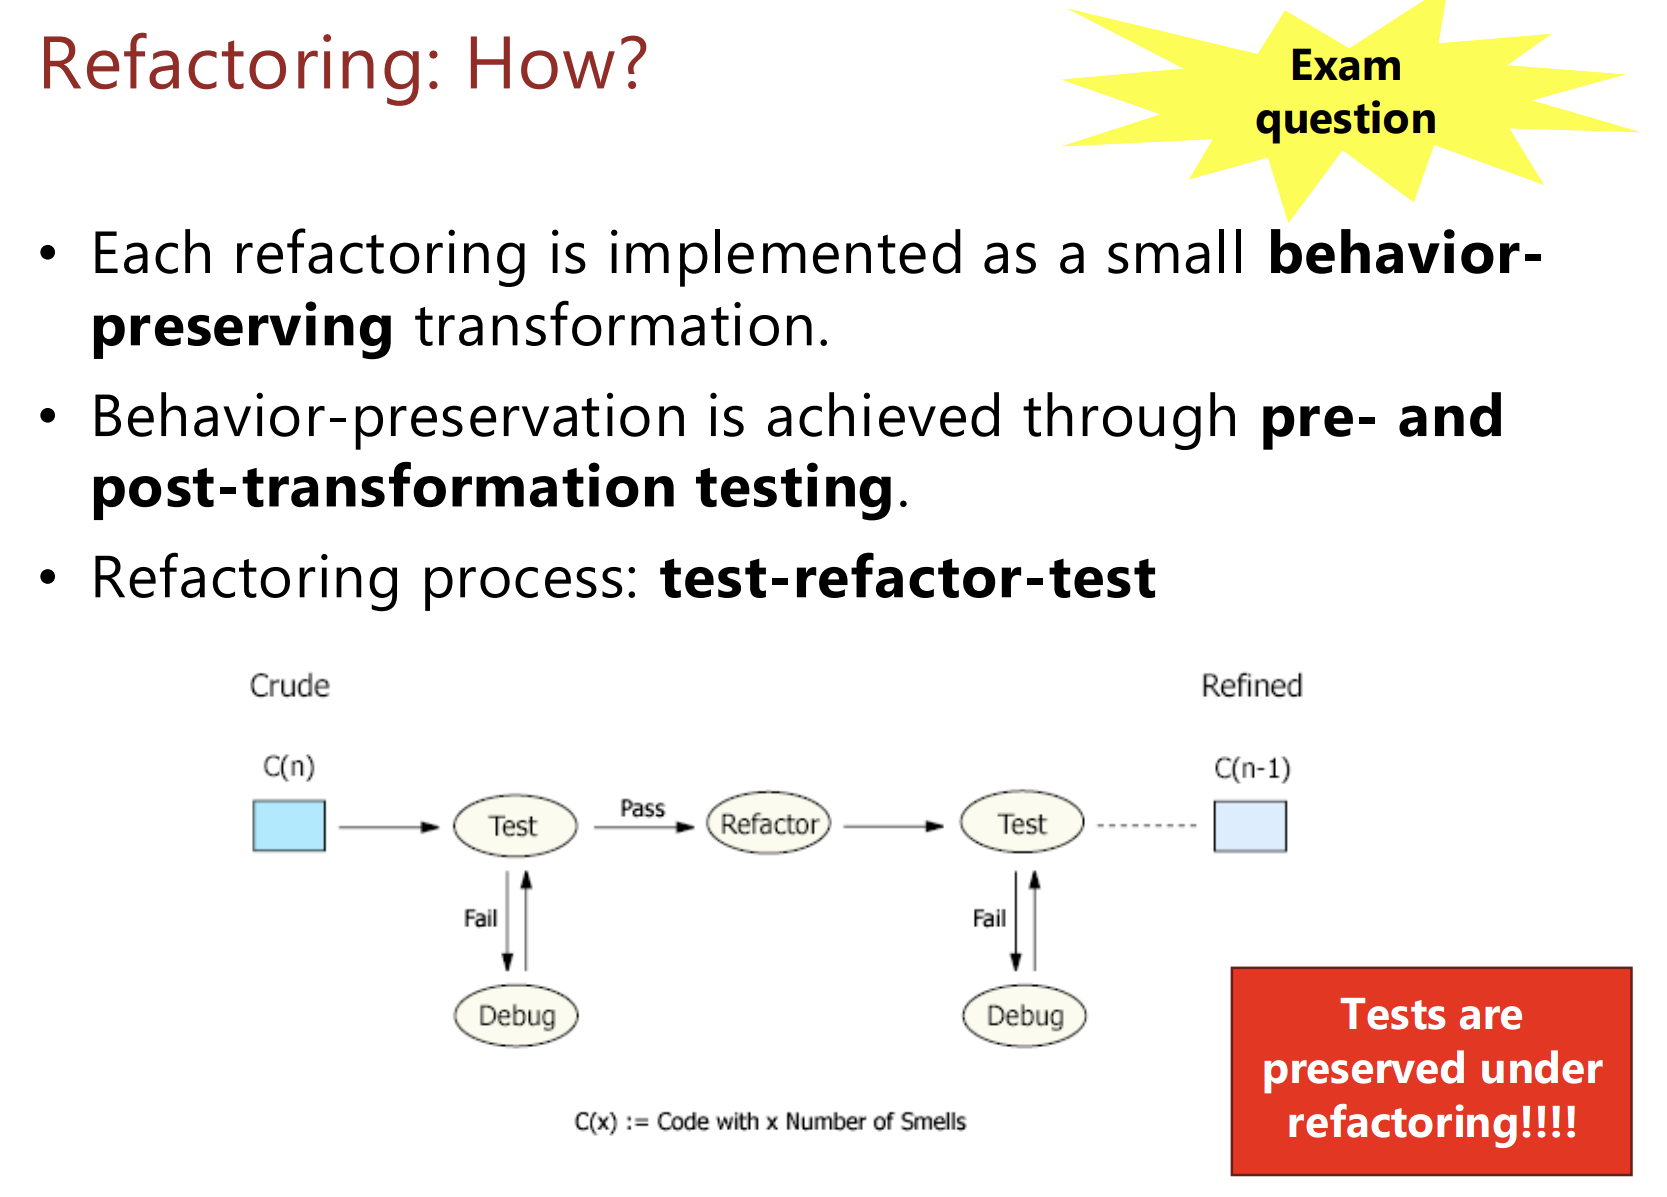 Refactoring: How?
Exam
question
• Each refactoring is implemented as a small behavior-
preserving transformation.
• Behavior-preservation is achieved through pre- and
post-transformation testing.
• Refactoring process: test-refactor-test
Crude
Refined
C(n)
C(n-1)
Test
Pass
Refactor
Test
Fail
Fail
Debug
Debug
C(x) := Code with x Number of Smells
Tests are
preserved under
refactoring!!!!